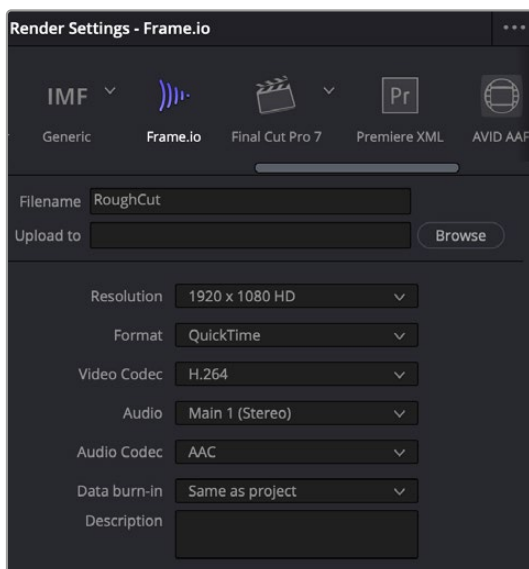 Render Settings - Frame.io
IMF
Pr
Generic
Frame.io
Final Cut Pro 7
Premiere XML
AVID AAF
Filename RoughCut
Upload to Browse
Resolution 1920 x 1080 HD
Format QuickTime
Video Codec H.264
Audio Main 1 (Stereo)
Audio Codec AAC
Data burn-in Same as project
Description